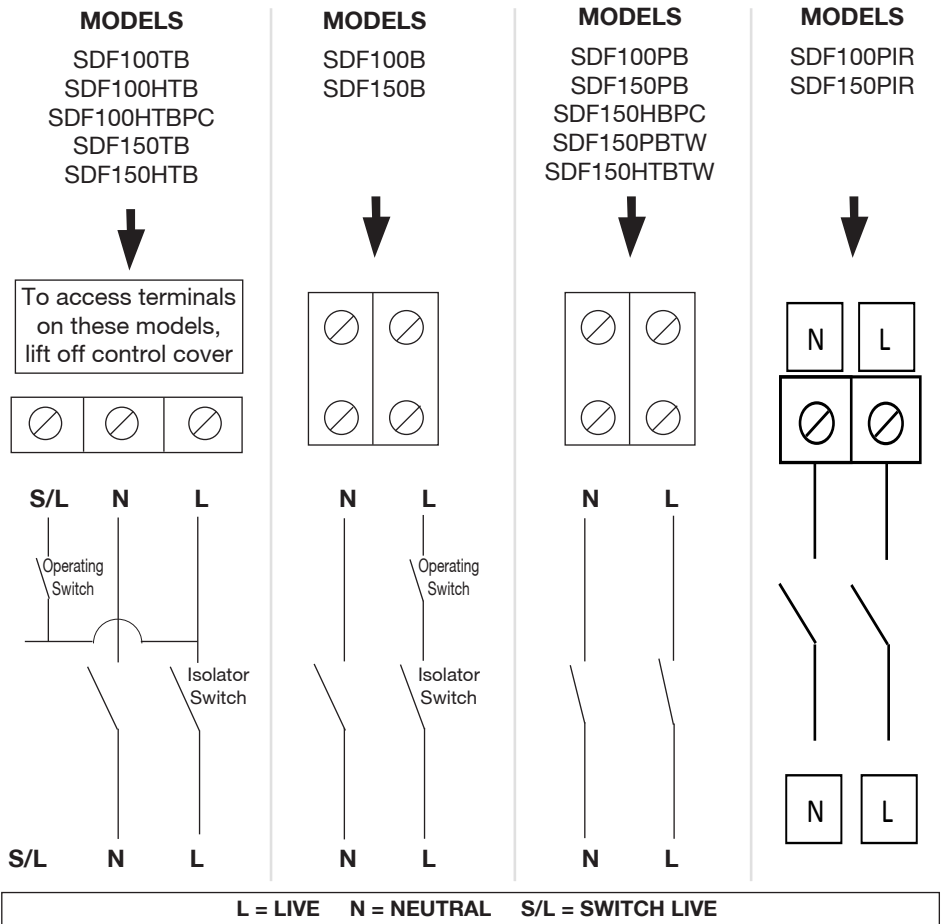 MODELS
SDF100TB
SDF100HTB
SDF100HTBPC
SDF150TB
SDF150HTB
To access terminals
on these models,
lift off control cover
S/L N L
Operating
Switch
Isolator
Switch
S/L N L
MODELS
SDF100B
SDF150B
N L
Operating
Switch
Isolator
Switch
N L
MODELS
SDF100PB
SDF150PB
SDF150HBPC
SDF150PBTW
SDF150HTBTW
N L
N L
MODELS
SDF100PIR
SDF150PIR
N L
N L
L = LIVE N = NEUTRAL S/L = SWITCH LIVE